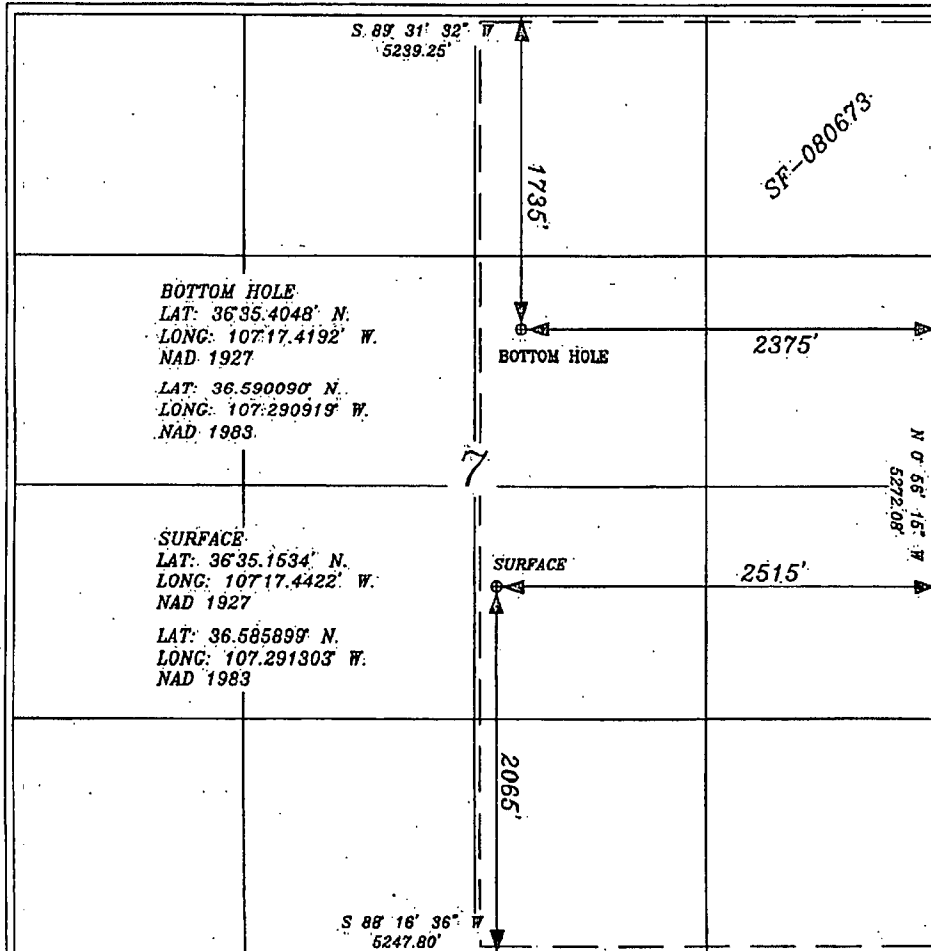 S 89° 31' 32" W
5239.25'
SF-080673
1735'
BOTTOM HOLE
LAT: 36°35.4048' N.
LONG: 107°17.4192' W.
NAD 1927
LAT: 36.590090° N.
LONG: 107.290919° W.
NAD 1983
BOTTOM HOLE
2375'
7
N 0° 56' 15" W
5272.08'
SURFACE
LAT: 36°35.1534' N.
LONG: 107°17.4422' W.
NAD 1927
LAT: 36.585899° N.
LONG: 107.291303° W.
NAD 1983
SURFACE
2515'
2065'
S 88° 16' 36" W
5247.80'